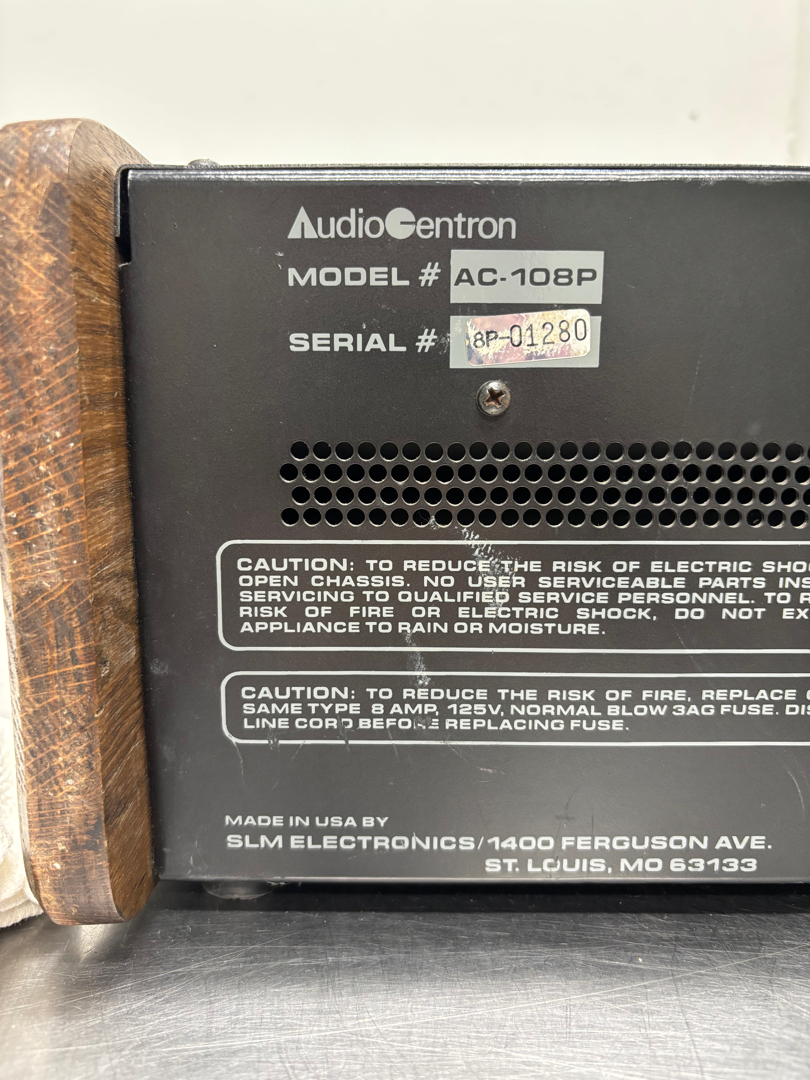 AudioCentron
MODEL # AC-108P
SERIAL # 8P-01280
CAUTION: TO REDUCE THE RISK OF ELECTRIC SHOC
OPEN CHASSIS. NO USER SERVICEABLE PARTS INS
SERVICING TO QUALIFIED SERVICE PERSONNEL. TO R
RISK OF FIRE OR ELECTRIC SHOCK, DO NOT EX
APPLIANCE TO RAIN OR MOISTURE.
CAUTION: TO REDUCE THE RISK OF FIRE, REPLACE
SAME TYPE 8 AMP, 125V, NORMAL BLOW 3AG FUSE. DIS
LINE CORD BEFORE REPLACING FUSE.
MADE IN USA BY
SLM ELECTRONICS/1400 FERGUSON AVE.
ST. LOUIS, MO 63133